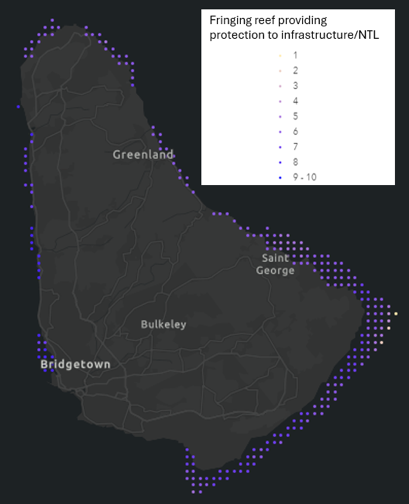 Fringing reef providing
protection to infrastructure/NTL
1
2
3
4
5
6
7
8
9 - 10
Greenland
Saint
George
Bulkeley
Bridgetown